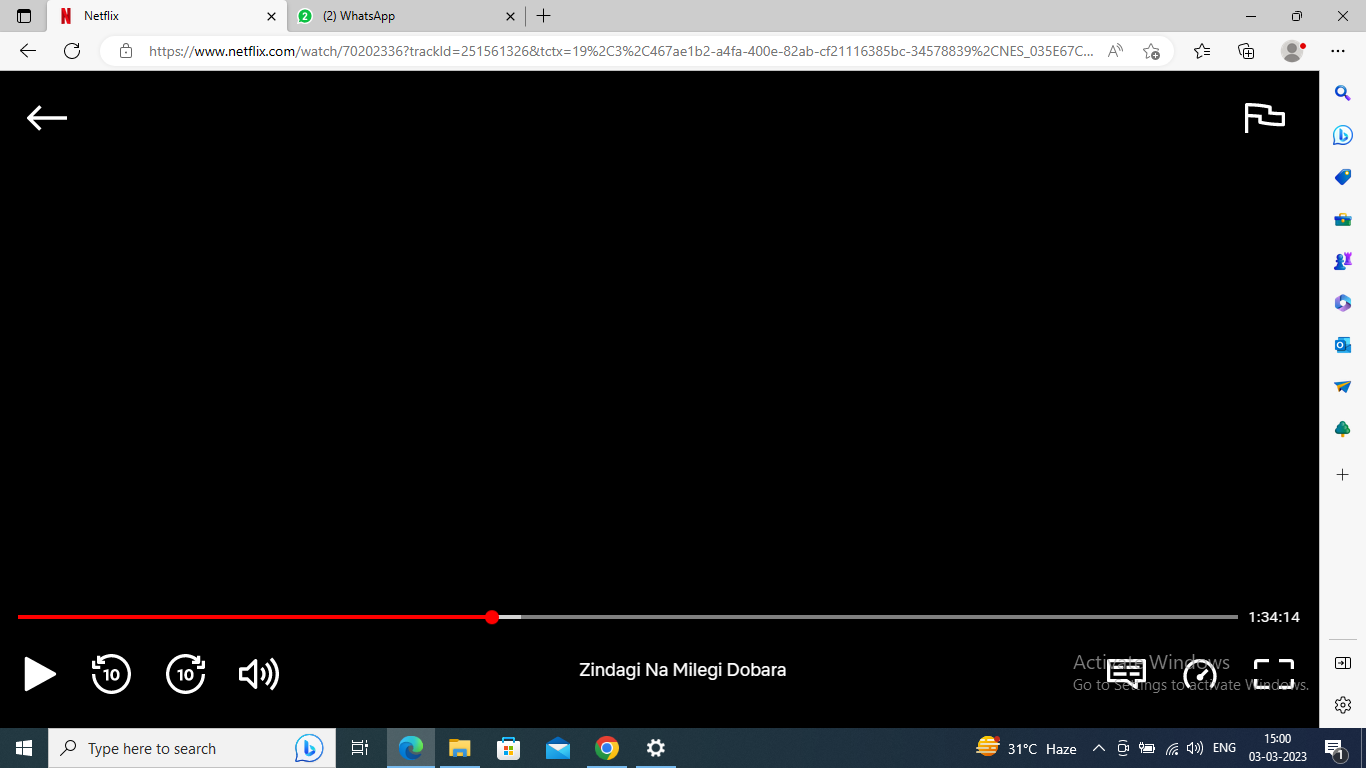 Netflix
2
(2) WhatsApp
https://www.netflix.com/watch/70202336?trackId=251561326&tctx=19%2C3%2C467ae1b2-a4fa-400e-82ab-cf21116385bc-34578839%2CNES_035E67C...
1:34:14
10
10
Zindagi Na Milegi Dobara
Activate Windows
Go to Settings to activate Windows.
Type here to search
31°C Haze
ENG
15:00
03-03-2023
1